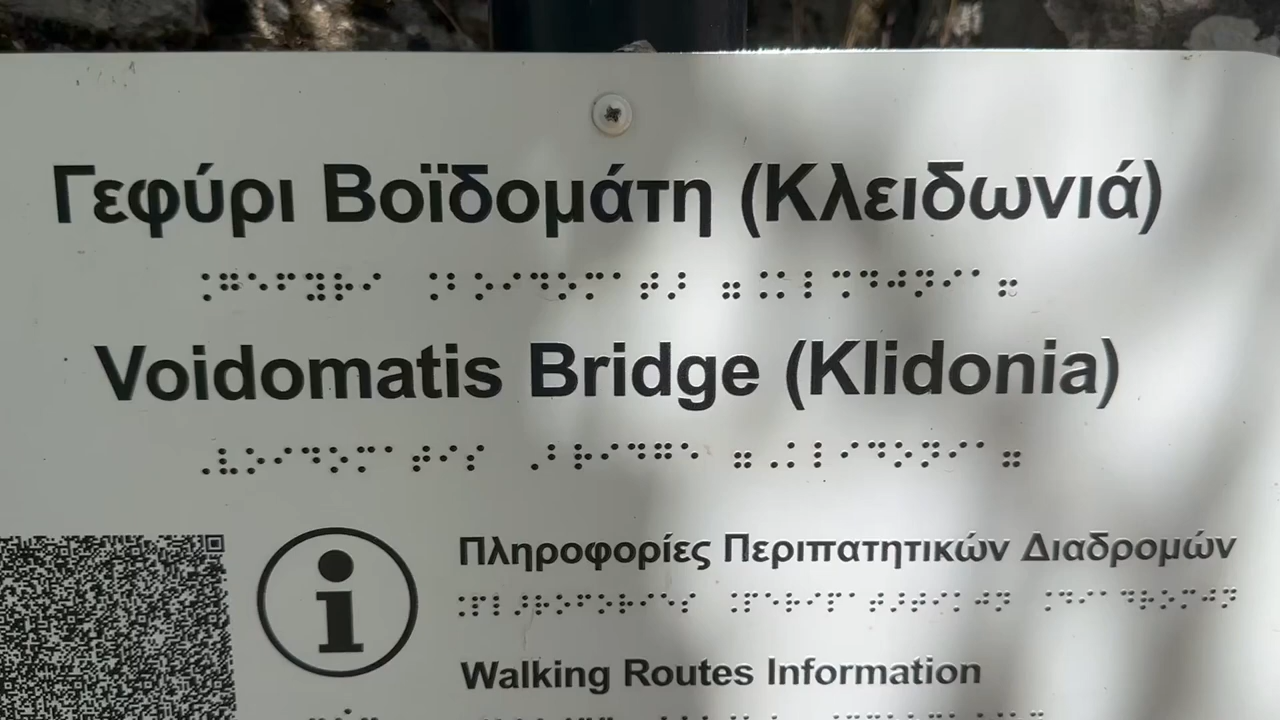 Γεφύρι Βοϊδομάτη (Κλειδωνιά)
Voidomatis Bridge (Klidonia)
Πληροφορίες Περιπατητικών Διαδρομών
Walking Routes Information